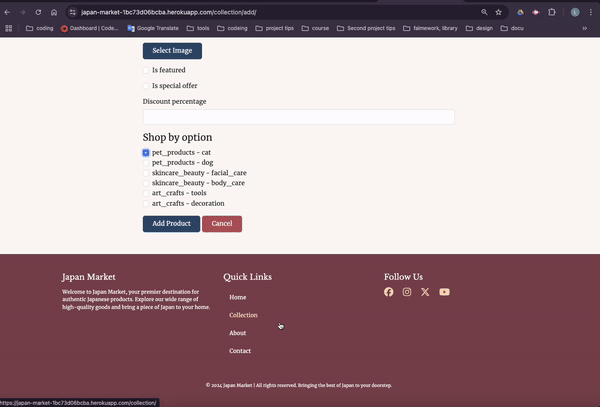 japan-market-1bc73d06bcba.herokuapp.com/collection/add/
coding
Dashboard | Code...
Google Translate
tools
codeing
project tips
course
Second project tips
faimework, library
design
docu
Select Image
Is featured
Is special offer
Discount percentage
Shop by option
pet_products - cat
pet_products - dog
skincare_beauty - facial_care
skincare_beauty - body_care
art_crafts - tools
art_crafts - decoration
Add Product
Cancel
Japan Market
Welcome to Japan Market, your premier destination for
authentic Japanese products. Explore our wide range of
high-quality goods and bring a piece of Japan to your home.
Quick Links
Home
Collection
About
Contact
Follow Us
© 2024 Japan Market | All rights reserved. Bringing the best of Japan to your doorstep.
https://japan-market-1bc73d06bcba.herokuapp.com/collection/